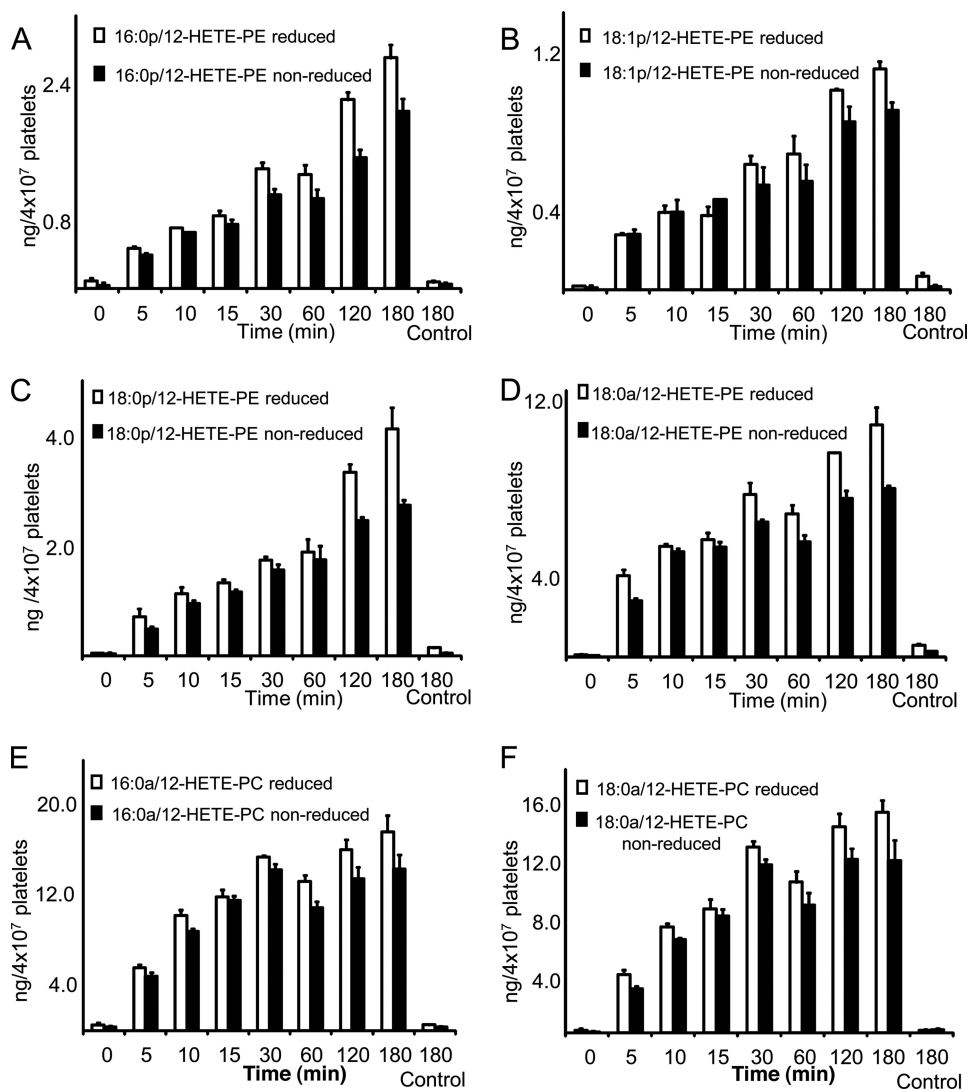 A
16:0p/12-HETE-PE reduced
16:0p/12-HETE-PE non-reduced
2.4
0.8
ng/4x10⁷ platelets
0 5 10 15 30 60 120 180 180
Time (min) Control
B
18:1p/12-HETE-PE reduced
18:1p/12-HETE-PE non-reduced
1.2
0.4
ng/4x10⁷ platelets
0 5 10 15 30 60 120 180 180
Time (min) Control
C
18:0p/12-HETE-PE reduced
18:0p/12-HETE-PE non-reduced
4.0
2.0
ng /4x10⁷ platelets
0 5 10 15 30 60 120 180 180
Time (min) Control
D
12.0
18:0a/12-HETE-PE reduced
18:0a/12-HETE-PE non-reduced
4.0
ng/4x10⁷ platelets
0 5 10 15 30 60 120 180 180
Time (min) Control
E
16:0a/12-HETE-PC reduced
20.0
16:0a/12-HETE-PC non-reduced
12.0
4.0
ng/4x10⁷ platelets
0 5 10 15 30 60 120 180 180
Time (min) Control
F
18:0a/12-HETE-PC reduced
16.0
18:0a/12-HETE-PC
non-reduced
12.0
8.0
4.0
ng/4x10⁷ platelets
0 5 10 15 30 60 120 180 180
Time (min) Control